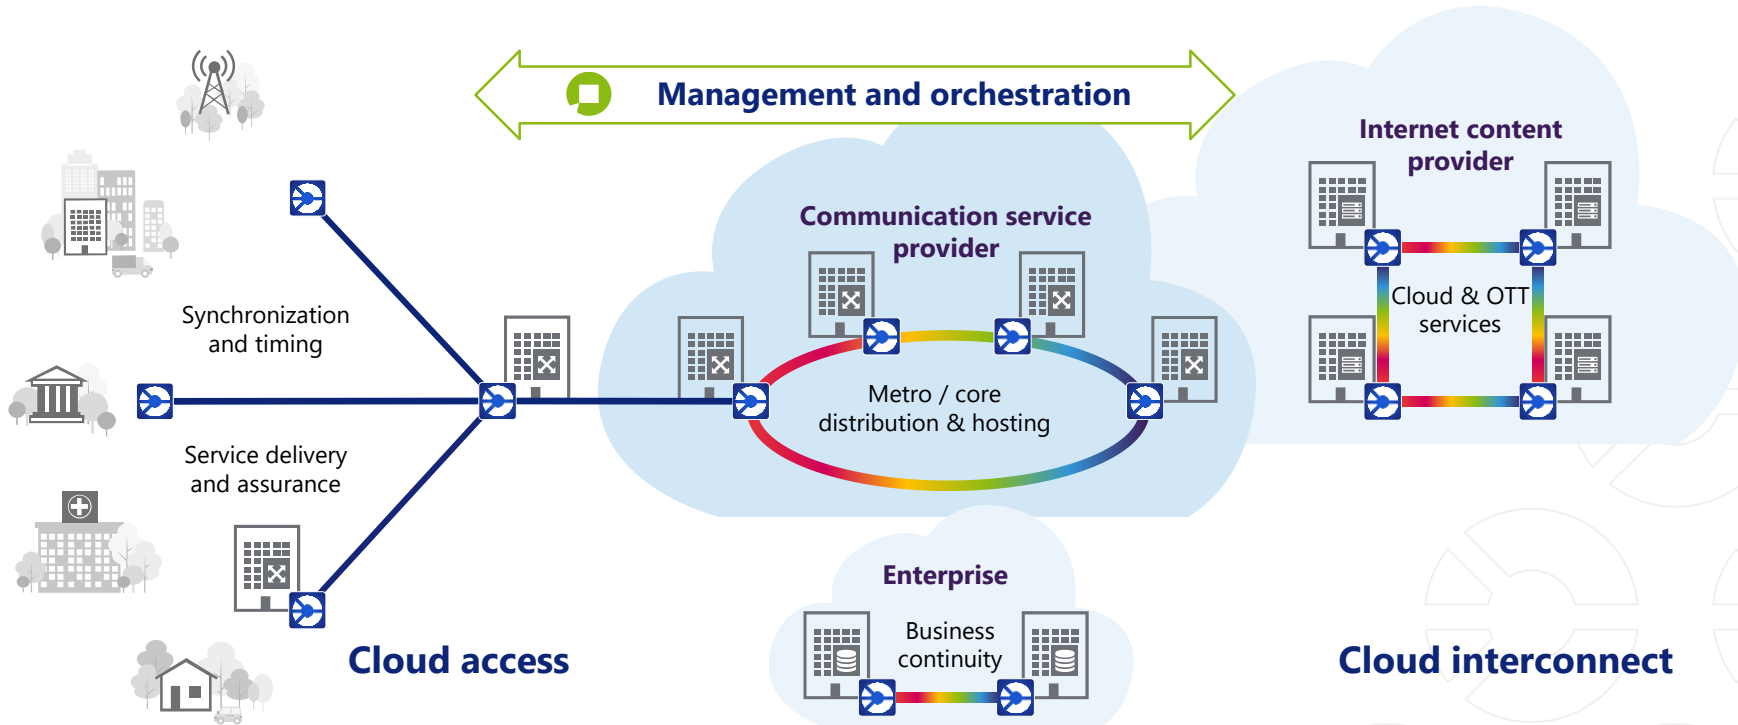 Management and orchestration
Internet content
provider
Communication service
provider
Cloud & OTT
services
Synchronization
and timing
Metro / core
distribution & hosting
Service delivery
and assurance
Enterprise
Business
continuity
Cloud access
Cloud interconnect